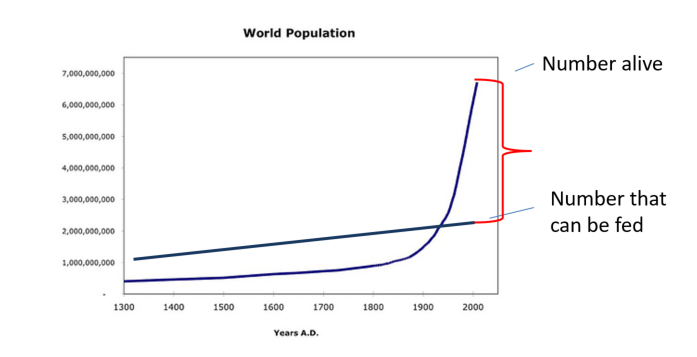 World Population
Number alive
7,000,000,000
6,000,000,000
5,000,000,000
4,000,000,000
3,000,000,000
Number that
can be fed
2,000,000,000
1,000,000,000
-
1300 1400 1500 1600 1700 1800 1900 2000
Years A.D.